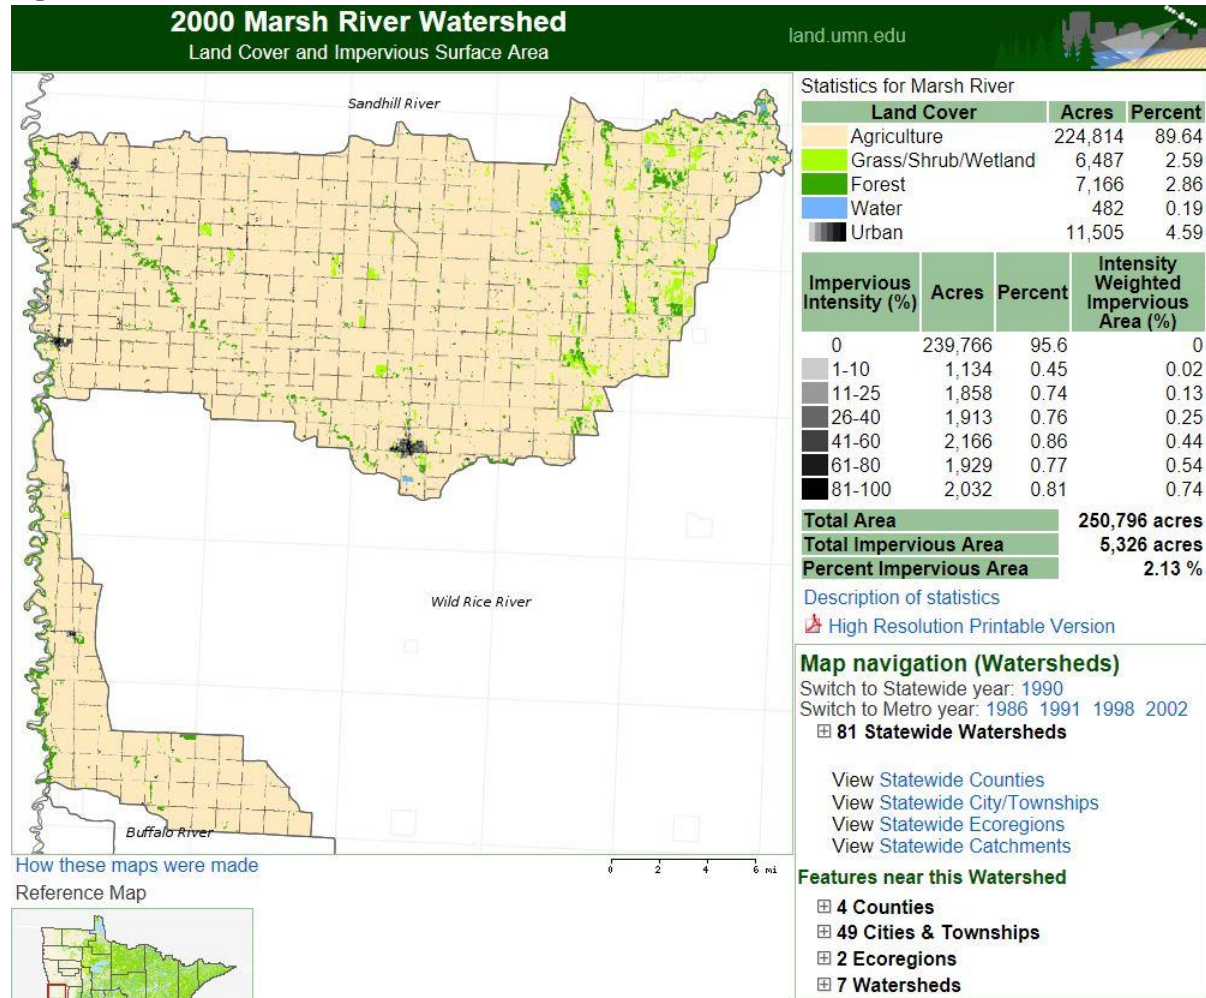 2000 Marsh River Watershed
Land Cover and Impervious Surface Area
land.umn.edu
Sandhill River
Wild Rice River
Buffalo River
How these maps were made
0 2 4 6 mi
Reference Map
Statistics for Marsh River
Land Cover Acres Percent
Agriculture 224,814 89.64
Grass/Shrub/Wetland 6,487 2.59
Forest 7,166 2.86
Water 482 0.19
Urban 11,505 4.59
Impervious Intensity (%) Acres Percent Intensity Weighted Impervious Area (%)
0 239,766 95.6 0
1-10 1,134 0.45 0.02
11-25 1,858 0.74 0.13
26-40 1,913 0.76 0.25
41-60 2,166 0.86 0.44
61-80 1,929 0.77 0.54
81-100 2,032 0.81 0.74
Total Area 250,796 acres
Total Impervious Area 5,326 acres
Percent Impervious Area 2.13 %
Description of statistics
High Resolution Printable Version
Map navigation (Watersheds)
Switch to Statewide year: 1990
Switch to Metro year: 1986 1991 1998 2002
81 Statewide Watersheds
View Statewide Counties
View Statewide City/Townships
View Statewide Ecoregions
View Statewide Catchments
Features near this Watershed
4 Counties
49 Cities & Townships
2 Ecoregions
7 Watersheds